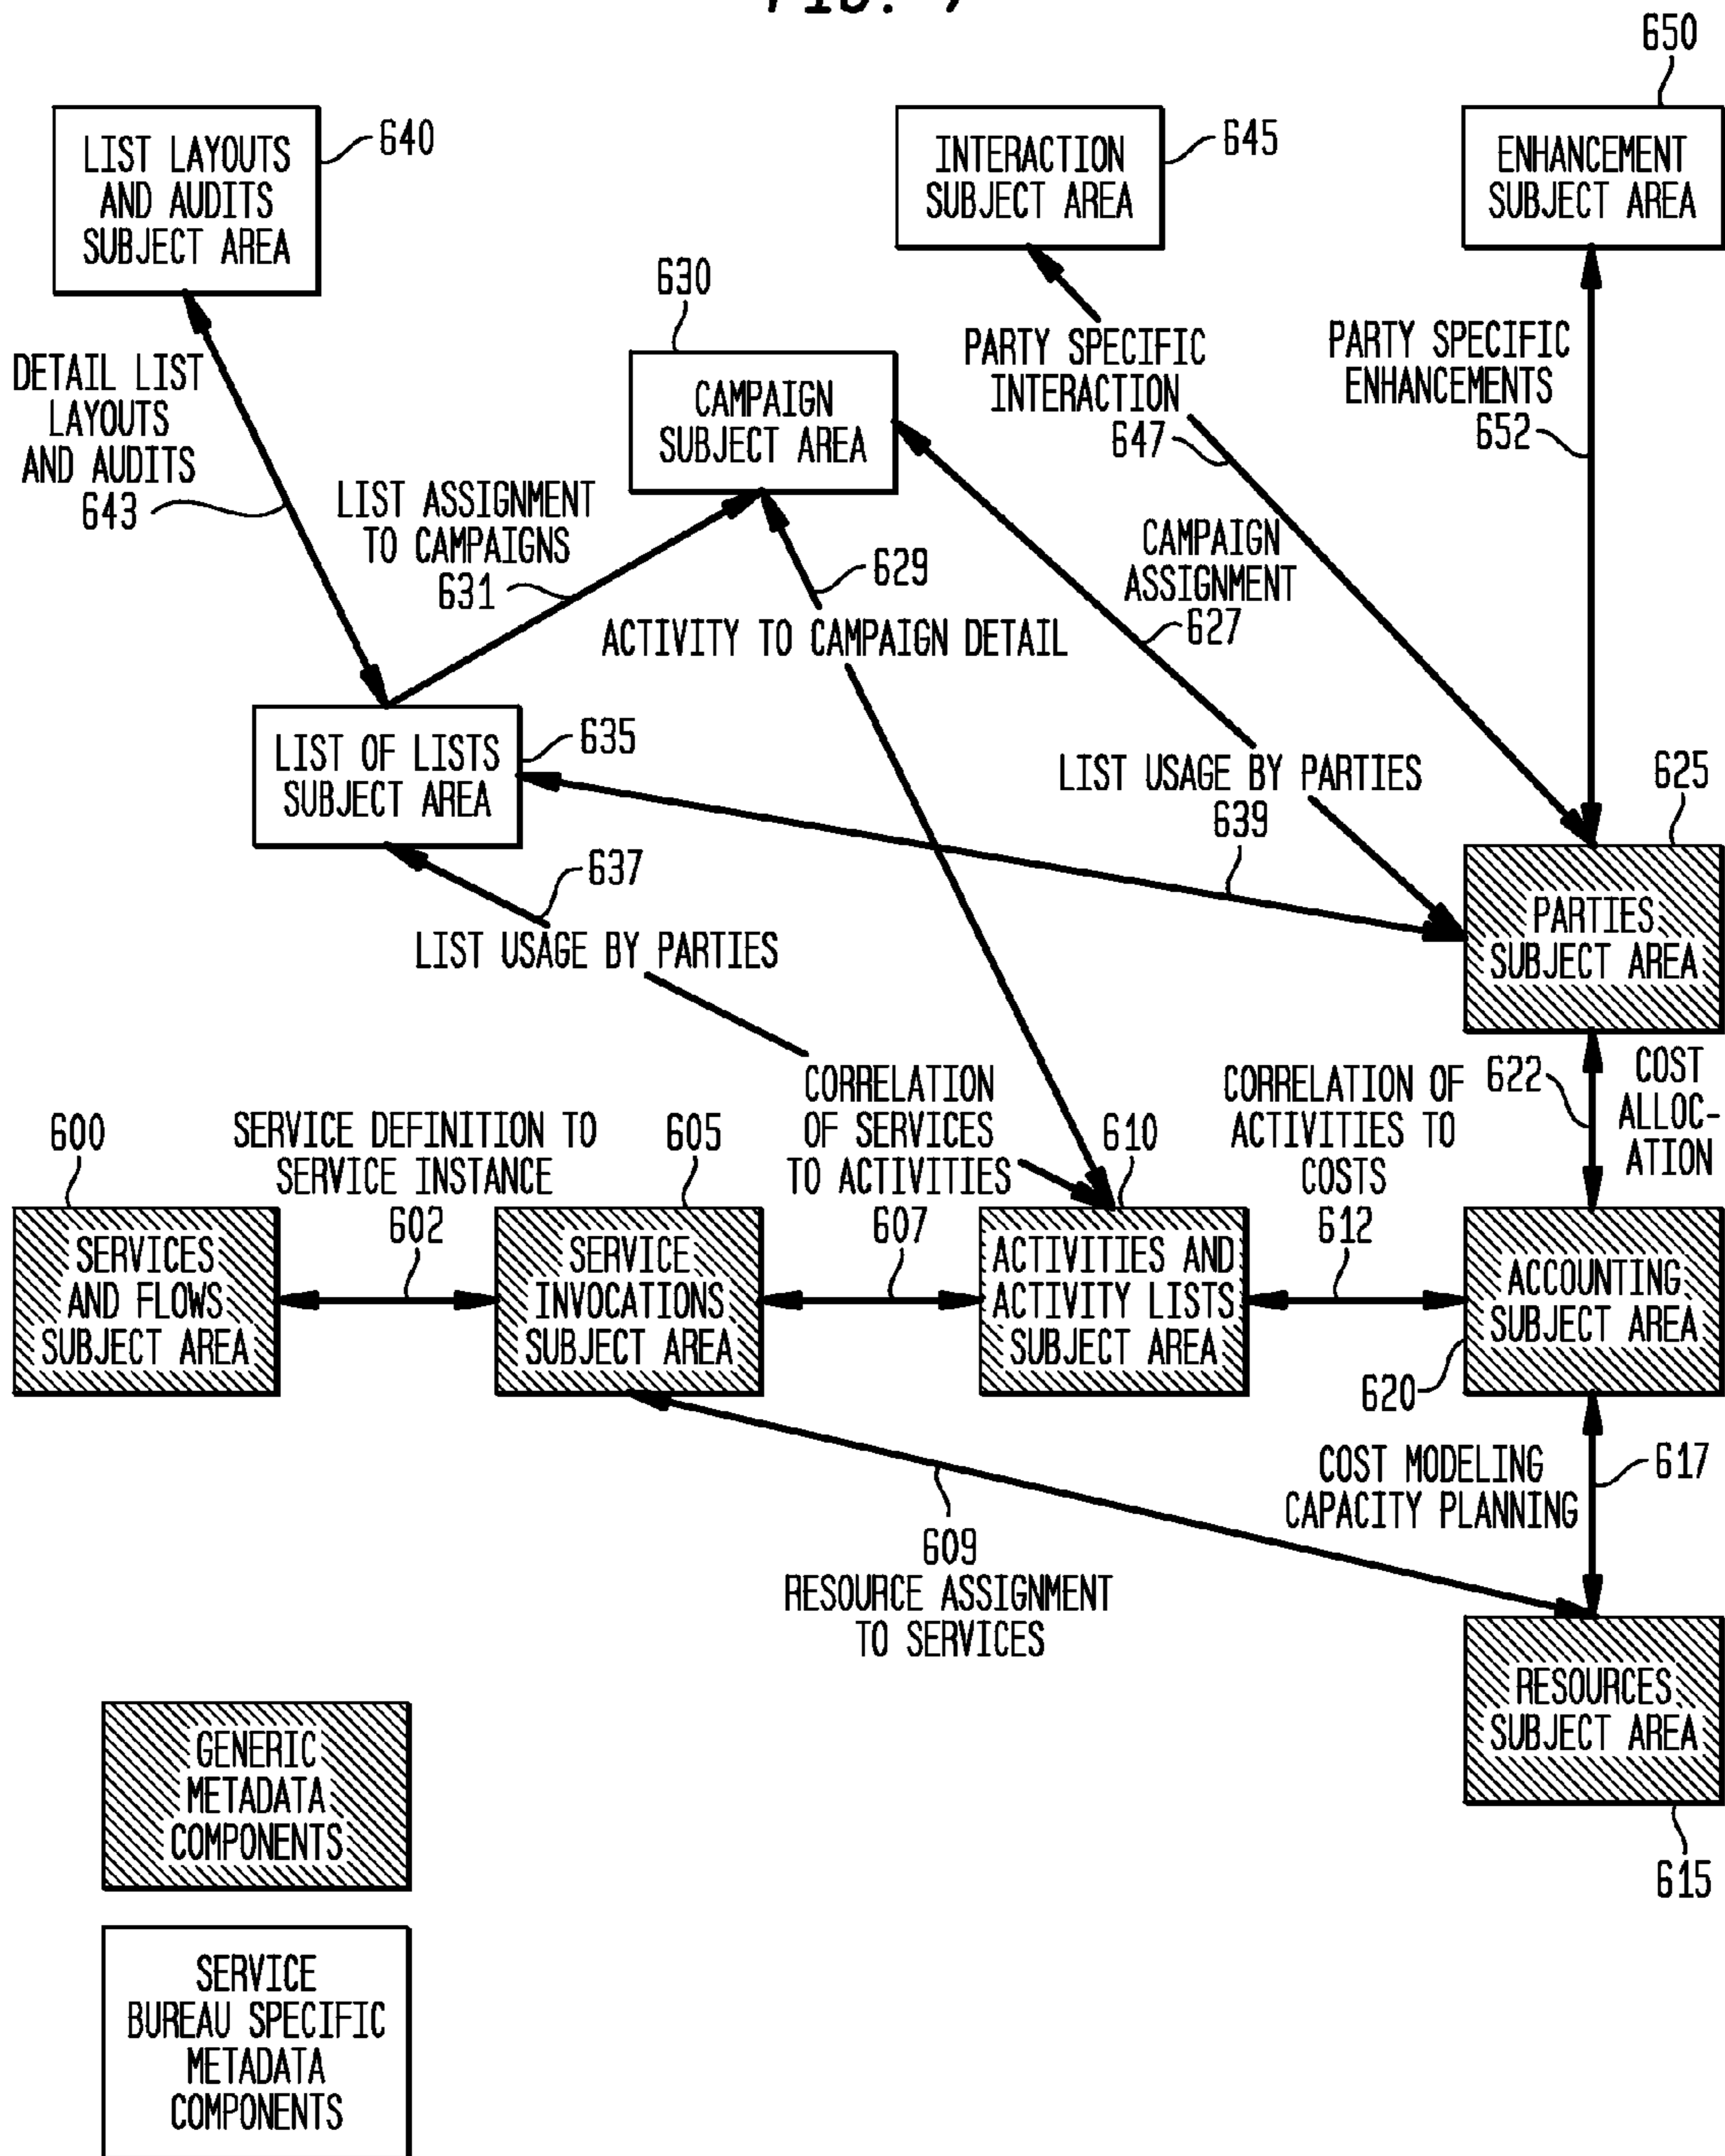 650
LIST LAYOUTS
AND AUDITS
SUBJECT AREA
640
INTERACTION
SUBJECT AREA
645
ENHANCEMENT
SUBJECT AREA
630
CAMPAIGN
SUBJECT AREA
DETAIL LIST
LAYOUTS
AND AUDITS
643
PARTY SPECIFIC
INTERACTION
647
PARTY SPECIFIC
ENHANCEMENTS
652
LIST ASSIGNMENT
TO CAMPAIGNS
631
629
ACTIVITY TO CAMPAIGN DETAIL
CAMPAIGN
ASSIGNMENT
627
LIST OF LISTS
SUBJECT AREA
635
LIST USAGE BY PARTIES
639
625
PARTIES
SUBJECT AREA
637
LIST USAGE BY PARTIES
600
SERVICE DEFINITION TO
SERVICE INSTANCE
602
605
CORRELATION
OF SERVICES
TO ACTIVITIES
607
610
CORRELATION OF
ACTIVITIES TO
COSTS
612
622
COST
ALLOC-
ATION
SERVICES
AND FLOWS
SUBJECT AREA
SERVICE
INVOCATIONS
SUBJECT AREA
ACTIVITIES AND
ACTIVITY LISTS
SUBJECT AREA
ACCOUNTING
SUBJECT AREA
620
COST MODELING
CAPACITY PLANNING
617
609
RESOURCE ASSIGNMENT
TO SERVICES
RESOURCES
SUBJECT AREA
615
GENERIC
METADATA
COMPONENTS
SERVICE
BUREAU SPECIFIC
METADATA
COMPONENTS